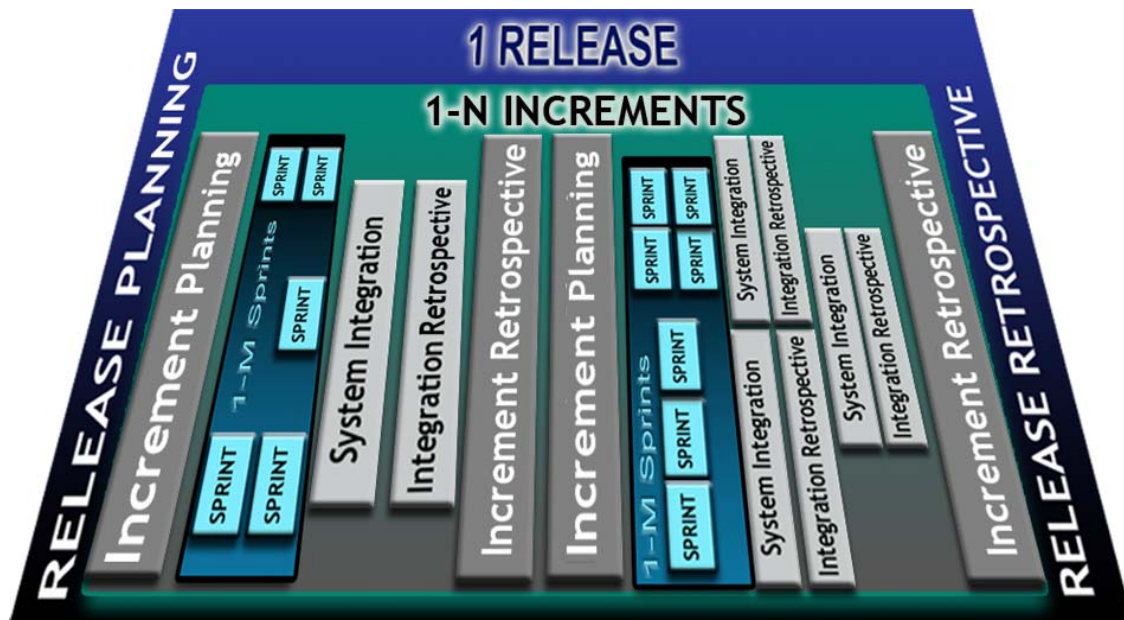 1 RELEASE
1-N INCREMENTS
RELEASE PLANNING
Increment Planning
1-M Sprints
SPRINT
SPRINT
SPRINT
SPRINT
SPRINT
System Integration
Integration Retrospective
Increment Retrospective
Increment Planning
1-M Sprints
SPRINT
SPRINT
SPRINT
SPRINT
SPRINT
SPRINT
SPRINT
System Integration
Integration Retrospective
System Integration
Integration Retrospective
System Integration
Integration Retrospective
Increment Retrospective
RELEASE RETROSPECTIVE